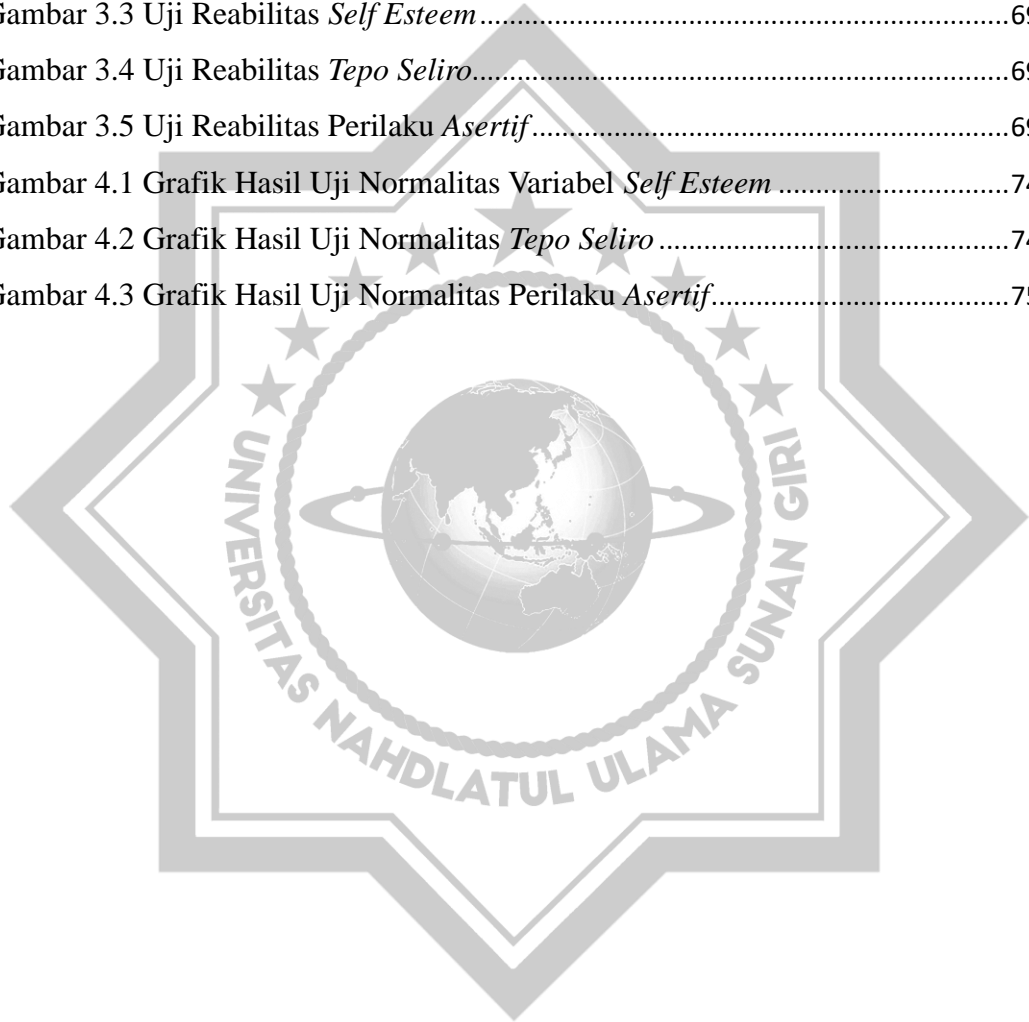 Gambar 3.3 Uji Reabilitas Self Esteem........................................................................69
Gambar 3.4 Uji Reabilitas Tepo Seliro.........................................................................69
Gambar 3.5 Uji Reabilitas Perilaku Asertif.................................................................69
Gambar 4.1 Grafik Hasil Uji Normalitas Variabel Self Esteem ..............................74
Gambar 4.2 Grafik Hasil Uji Normalitas Tepo Seliro ..............................................74
Gambar 4.3 Grafik Hasil Uji Normalitas Perilaku Asertif........................................75
UNIVERSITAS NAHDLATUL ULAMA SUNAN GIRI